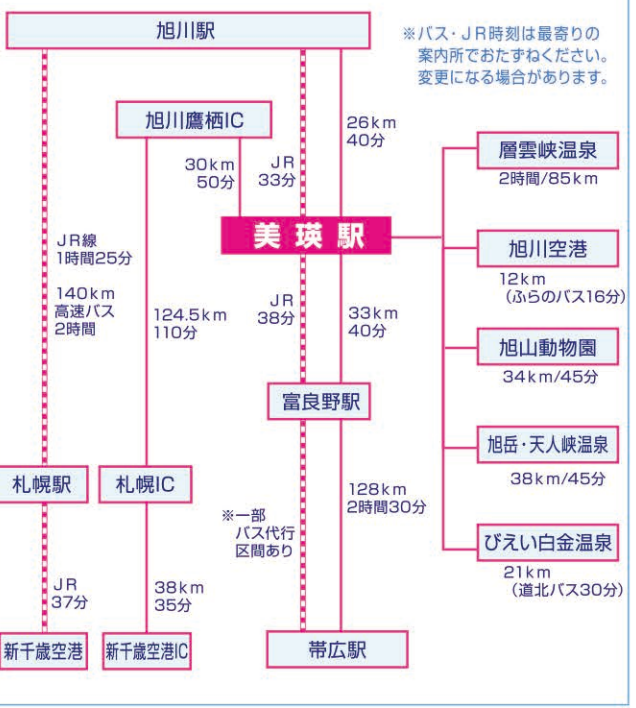 旭川駅
※バス・JR時刻は最寄りの
案内所でおたずねください。
変更になる場合があります。
旭川鷹栖IC
26km
40分
30km
50分
JR
33分
層雲峡温泉
2時間/85km
美瑛駅
JR線
1時間25分
140km
高速バス
2時間
旭川空港
12km
(ふらのバス16分)
124.5km
110分
JR
38分
33km
40分
旭山動物園
34km/45分
富良野駅
旭岳・天人峡温泉
38km/45分
札幌駅
札幌IC
※一部
バス代行
区間あり
128km
2時間30分
びえい白金温泉
21km
(道北バス30分)
JR
37分
38km
35分
新千歳空港
新千歳空港IC
帯広駅